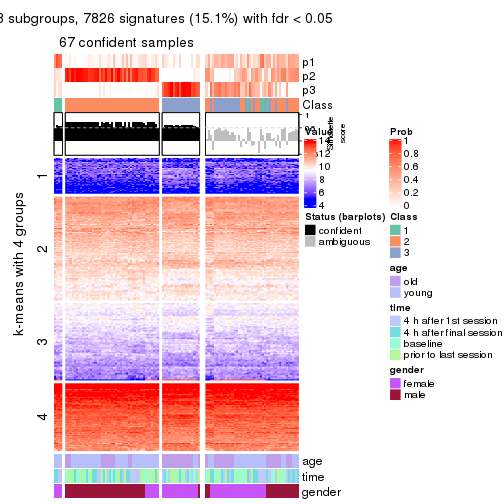 3 subgroups, 7826 signatures (15.1%) with fdr < 0.05
67 confident samples
p1
p2
p3
Class
1
score
Value
14
12
10
8
6
4
Prob
1
0.8
0.6
0.4
0.2
0
Status (barplots)
confident
ambiguous
Class
1
2
3
age
old
young
time
4 h after 1st session
4 h after final session
baseline
prior to last session
gender
female
male
k-means with 4 groups
1
2
3
4
age
time
gender